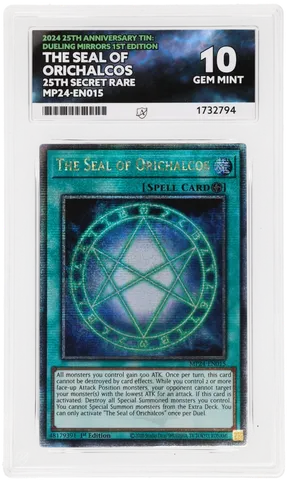 2024 25TH ANNIVERSARY TIN:
DUELING MIRRORS 1ST EDITION
THE SEAL OF
ORICHALCOS
25TH SECRET RARE
MP24-EN015
10
GEM MINT
1732794
THE SEAL OF ORICHALCOS
[SPELL CARD]
MP24-EN015
All monsters you control gain 500 ATK. Once per turn, this card
cannot be destroyed by card effects. While you control 2 or more
face-up Attack Position monsters, your opponent cannot target
your monster(s) with the lowest ATK for an attack. If this card is
activated: Destroy all Special Summoned monsters you control.
You cannot Special Summon monsters from the Extra Deck. You
can only activate "The Seal of Orichalcos" once per Duel.
48179391 1st Edition